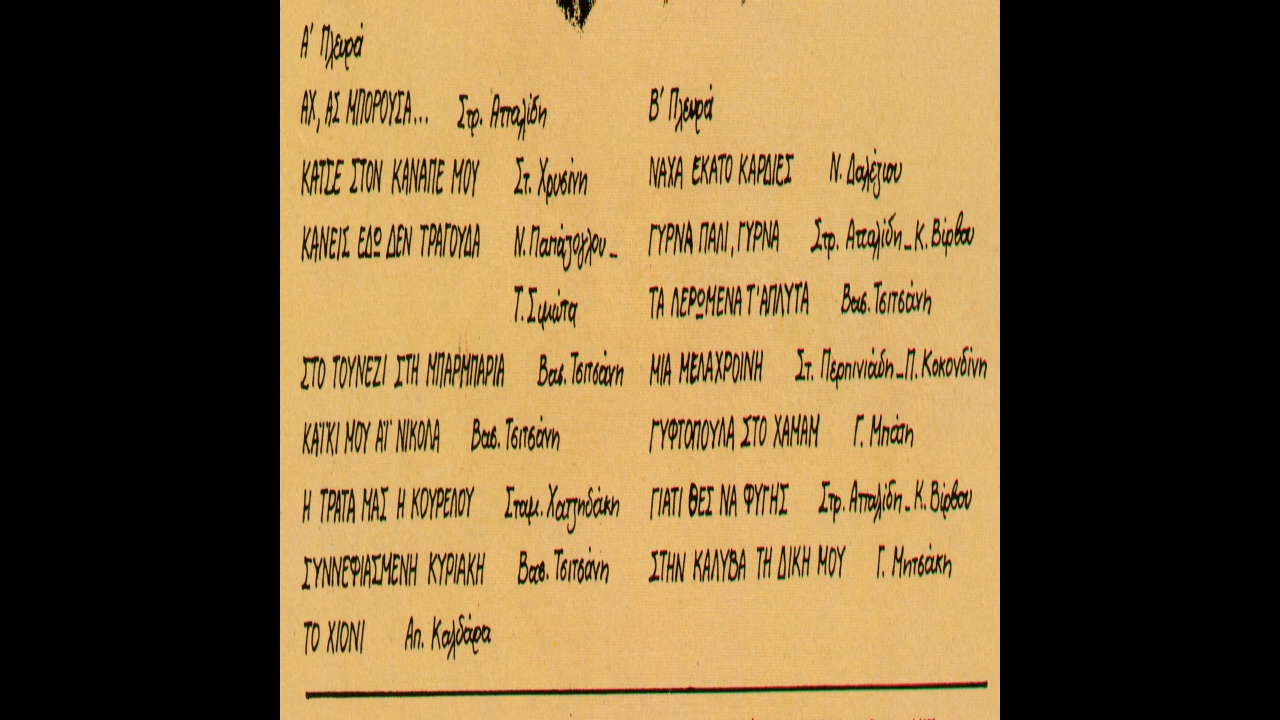 Α' Πλευρά
ΑΧ, ΑΣ ΜΠΟΡΟΥΣΑ... Στρ. Ατταλίδη
ΚΑΤΣΕ ΣΤΟΝ ΚΑΝΑΠΕ ΜΟΥ Στ. Χρυσίνη
ΚΑΝΕΙΣ ΕΔΩ ΔΕΝ ΤΡΑΓΟΥΔΑ Ν. Παπάζογλου -
Τ. Σιμώτα
ΣΤΟ ΤΟΥΝΕΖΙ ΣΤΗ ΜΠΑΡΜΠΑΡΙΑ Βασ. Τσιτσάνη
ΚΑΪΚΙ ΜΟΥ ΑΪ ΝΙΚΟΛΑ Βασ. Τσιτσάνη
Η ΤΡΑΤΑ ΜΑΣ Η ΚΟΥΡΕΛΟΥ Σταμ. Χατζηδάκη
ΣΥΝΝΕΦΙΑΣΜΕΝΗ ΚΥΡΙΑΚΗ Βασ. Τσιτσάνη
ΤΟ ΧΙΟΝΙ Απ. Καλδάρα
Β' Πλευρά
ΝΑΧΑ ΕΚΑΤΟ ΚΑΡΔΙΕΣ Ν. Δαλέζιου
ΓΥΡΝΑ ΠΑΛΙ, ΓΥΡΝΑ Στρ. Ατταλίδη - Κ. Βίρβου
ΤΑ ΛΕΡΩΜΕΝΑ Τ' ΑΠΛΥΤΑ Βασ. Τσιτσάνη
ΜΙΑ ΜΕΛΑΧΡΟΙΝΗ Στ. Περπινιάδη - Π. Κοκονδίνη
ΓΥΦΤΟΠΟΥΛΑ ΣΤΟ ΧΑΜΑΜ Γ. Μπάτη
ΓΙΑΤΙ ΘΕΣ ΝΑ ΦΥΓΗΣ Στρ. Ατταλίδη - Κ. Βίρβου
ΣΤΗΝ ΚΑΛΥΒΑ ΤΗ ΔΙΚΗ ΜΟΥ Γ. Μητσάκη